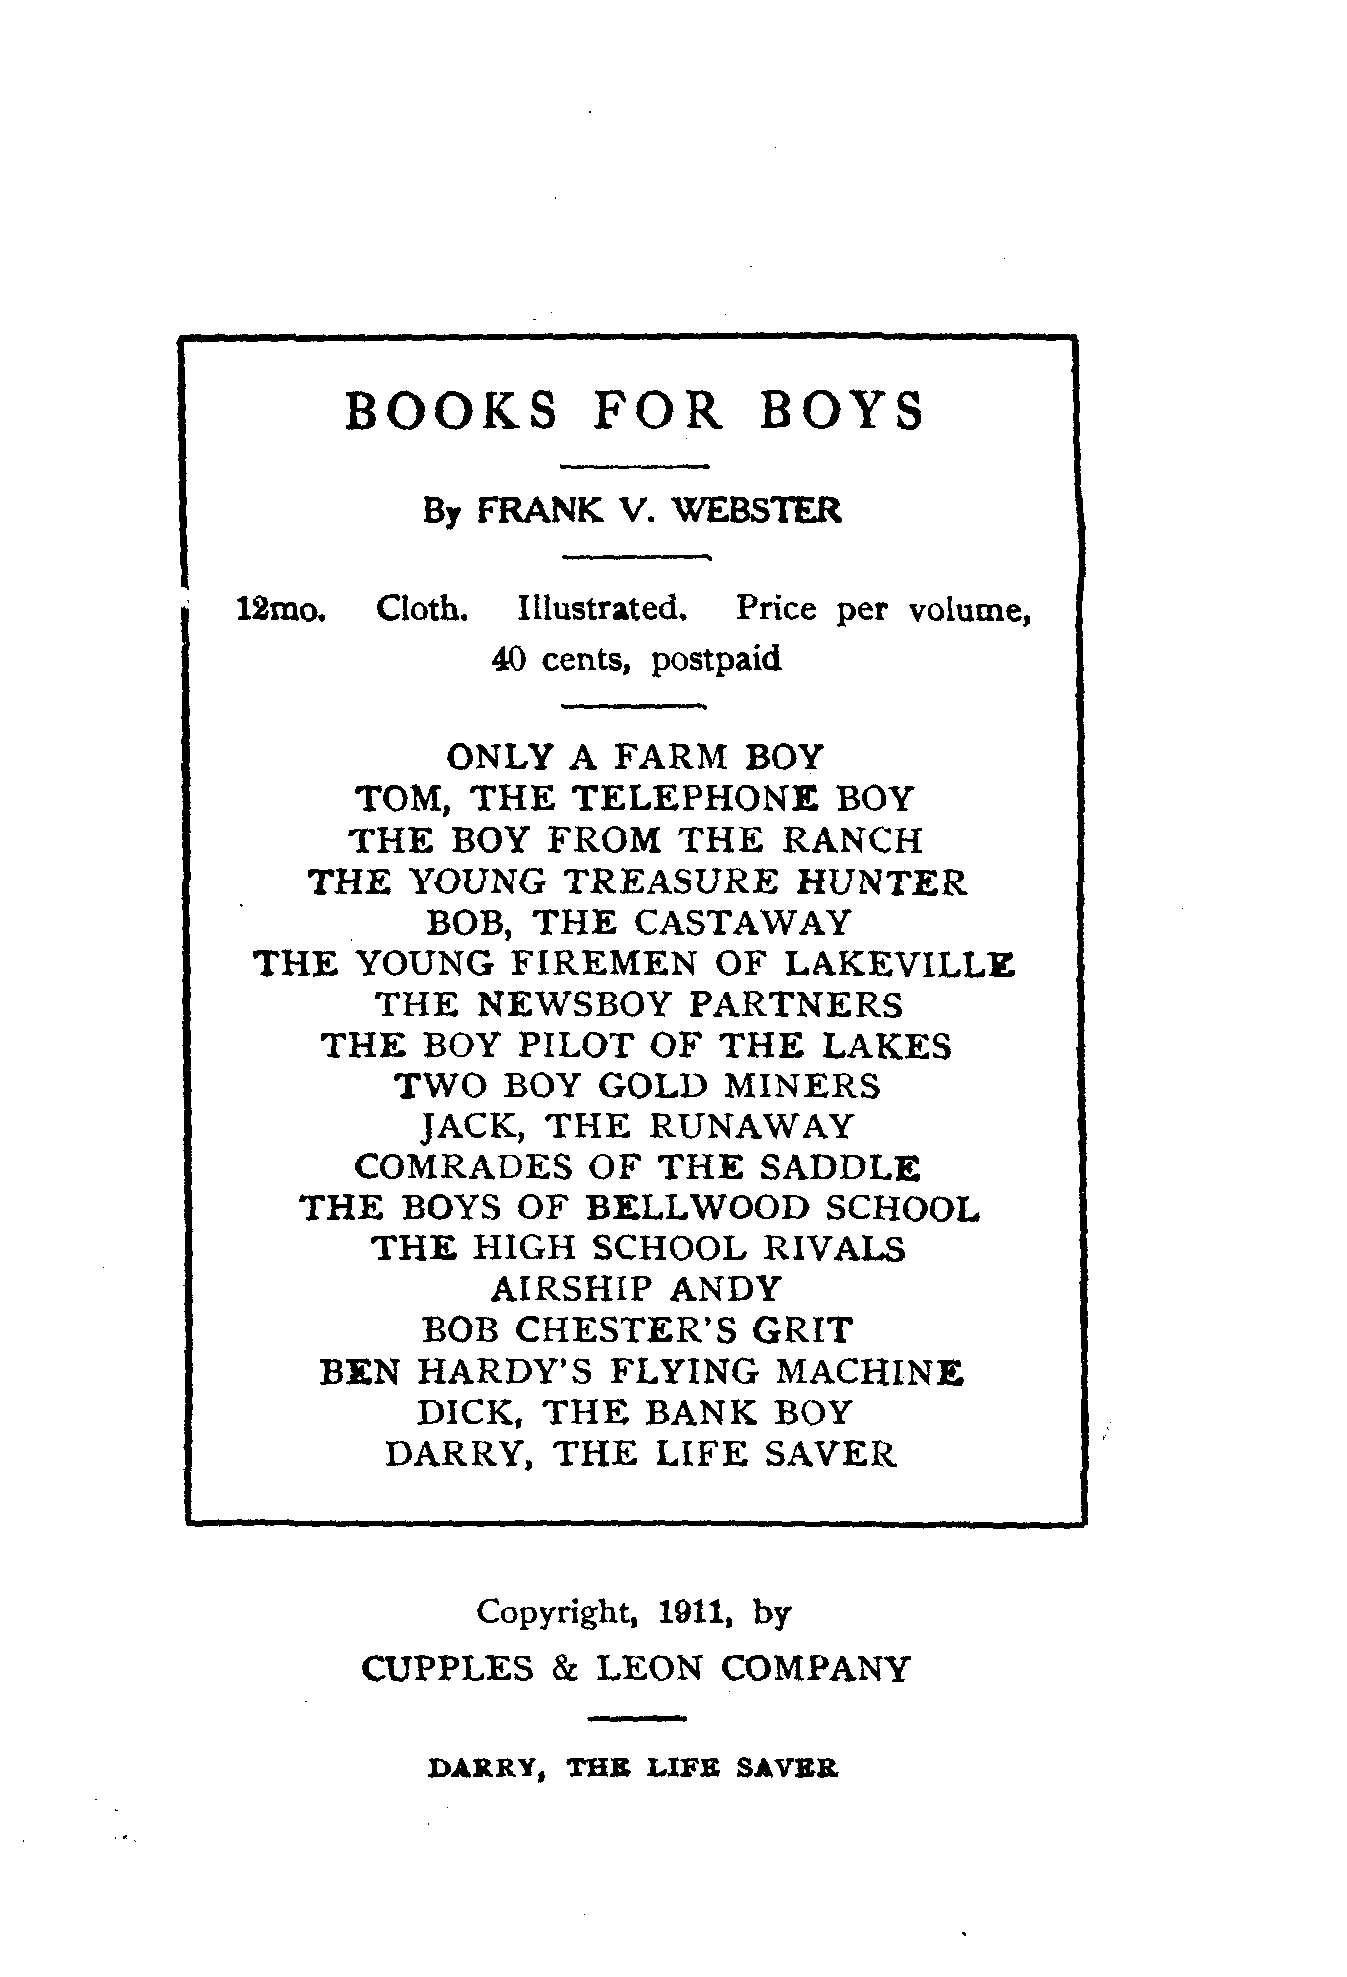 BOOKS FOR BOYS
By FRANK V. WEBSTER
12mo. Cloth. Illustrated. Price per volume,
40 cents, postpaid
ONLY A FARM BOY
TOM, THE TELEPHONE BOY
THE BOY FROM THE RANCH
THE YOUNG TREASURE HUNTER
BOB, THE CASTAWAY
THE YOUNG FIREMEN OF LAKEVILLE
THE NEWSBOY PARTNERS
THE BOY PILOT OF THE LAKES
TWO BOY GOLD MINERS
JACK, THE RUNAWAY
COMRADES OF THE SADDLE
THE BOYS OF BELLWOOD SCHOOL
THE HIGH SCHOOL RIVALS
AIRSHIP ANDY
BOB CHESTER'S GRIT
BEN HARDY'S FLYING MACHINE
DICK, THE BANK BOY
DARRY, THE LIFE SAVER
Copyright, 1911, by
CUPPLES & LEON COMPANY
DARRY, THE LIFE SAVER